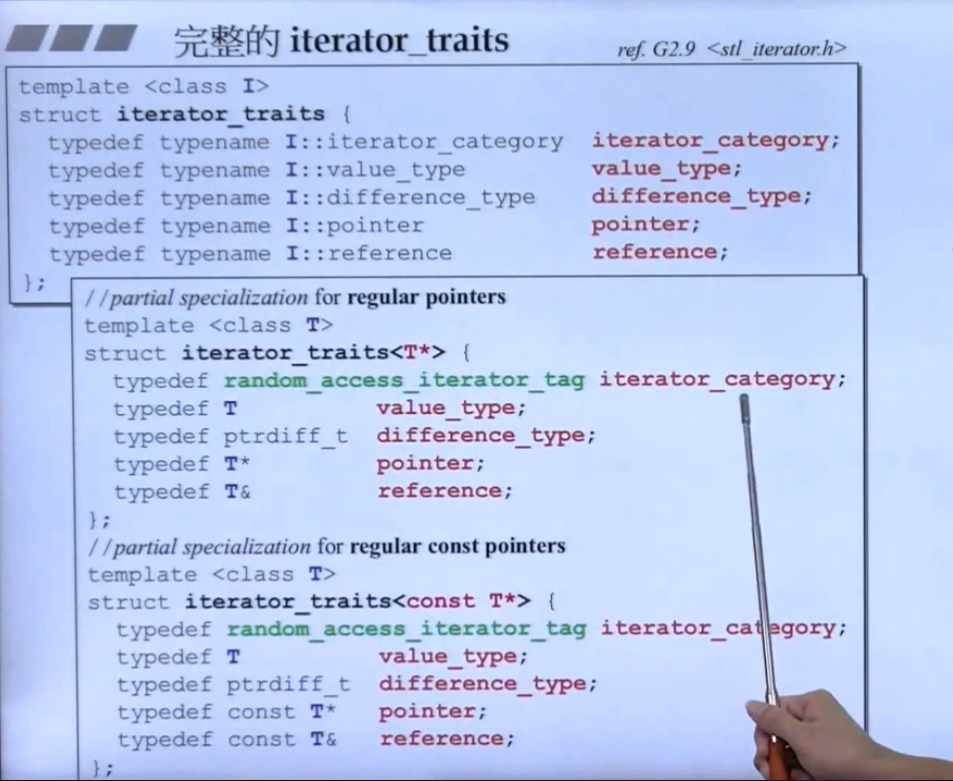 完整的 iterator_traits
ref. G2.9 <stl_iterator.h>
template <class I>
struct iterator_traits {
typedef typename I::iterator_category iterator_category;
typedef typename I::value_type value_type;
typedef typename I::difference_type difference_type;
typedef typename I::pointer pointer;
typedef typename I::reference reference;
};
//partial specialization for regular pointers
template <class T>
struct iterator_traits<T*> {
typedef random_access_iterator_tag iterator_category;
typedef T value_type;
typedef ptrdiff_t difference_type;
typedef T* pointer;
typedef T& reference;
};
//partial specialization for regular const pointers
template <class T>
struct iterator_traits<const T*> {
typedef random_access_iterator_tag iterator_category;
typedef T value_type;
typedef ptrdiff_t difference_type;
typedef const T* pointer;
typedef const T& reference;
};